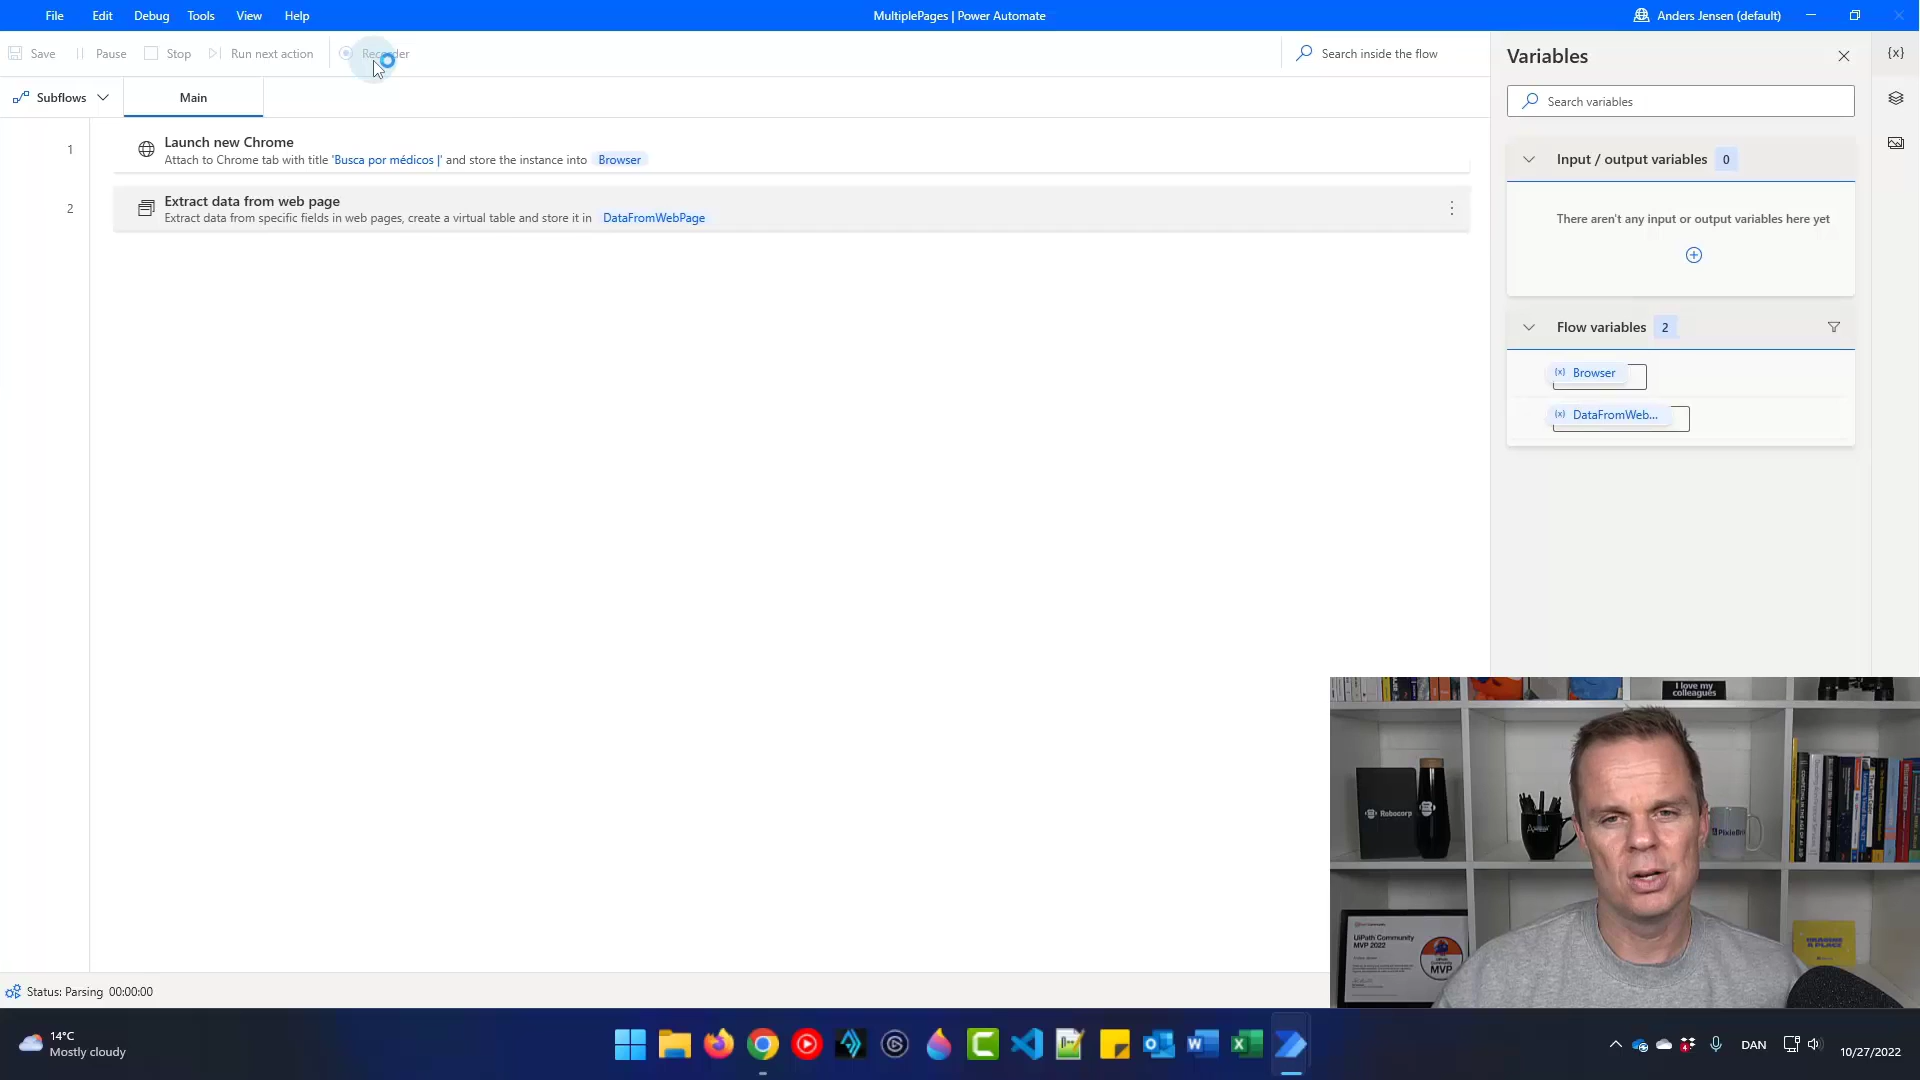 File Edit Debug Tools View Help
MultiplePages | Power Automate
Anders Jensen (default)
Save Pause Stop Run next action Recorder
Search inside the flow
Subflows Main
1 Launch new Chrome
Attach to Chrome tab with title 'Busca por médicos |' and store the instance into Browser
2 Extract data from web page
Extract data from specific fields in web pages, create a virtual table and store it in DataFromWebPage
Variables
{x}
Search variables
Input / output variables 0
There aren't any input or output variables here yet
Flow variables 2
(x) Browser
(x) DataFromWeb...
I love my
colleagues
Robocorp
UiPath Community
MVP 2022
MVP
Status: Parsing 00:00:00
14°C
Mostly cloudy
DAN
10/27/2022